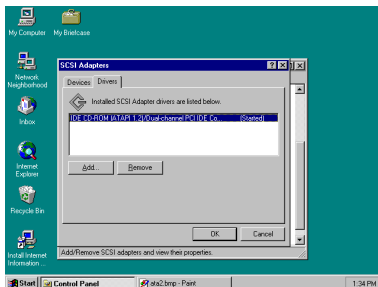 My Computer
My Briefcase
Network
Neighborhood
Inbox
Internet
Explorer
Recycle Bin
Install Internet
Information ...
SCSI Adapters
Devices
Drivers
Installed SCSI Adapter drivers are listed below.
IDE CD-ROM (ATAPI 1.2)/Dual-channel PCI IDE Co... (Started)
Add...
Remove
OK
Cancel
Add/Remove SCSI adapters and view their properties.
Start
Control Panel
ata2.bmp - Paint
1:34 PM